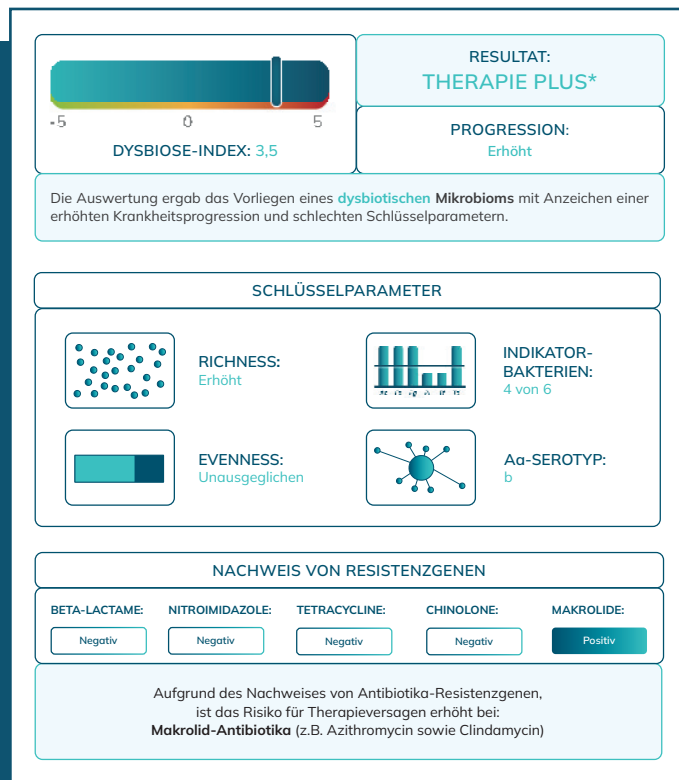 -5
0
5
DYSBIOSE-INDEX: 3,5
RESULTAT:
THERAPIE PLUS*
PROGRESSION:
Erhöht
Die Auswertung ergab das Vorliegen eines dysbiotischen Mikrobioms mit Anzeichen einer
erhöhten Krankheitsprogression und schlechten Schlüsselparametern.
SCHLÜSSELPARAMETER
RICHNESS:
Erhöht
INDIKATOR-
BAKTERIEN:
4 von 6
EVENNESS:
Unausgeglichen
Aa-SEROTYP:
b
NACHWEIS VON RESISTENZGENEN
BETA-LACTAME:
Negativ
NITROIMIDAZOLE:
Negativ
TETRACYCLINE:
Negativ
CHINOLONE:
Negativ
MAKROLIDE:
Positiv
Aufgrund des Nachweises von Antibiotika-Resistenzgenen,
ist das Risiko für Therapieversagen erhöht bei:
Makrolid-Antibiotika (z.B. Azithromycin sowie Clindamycin)